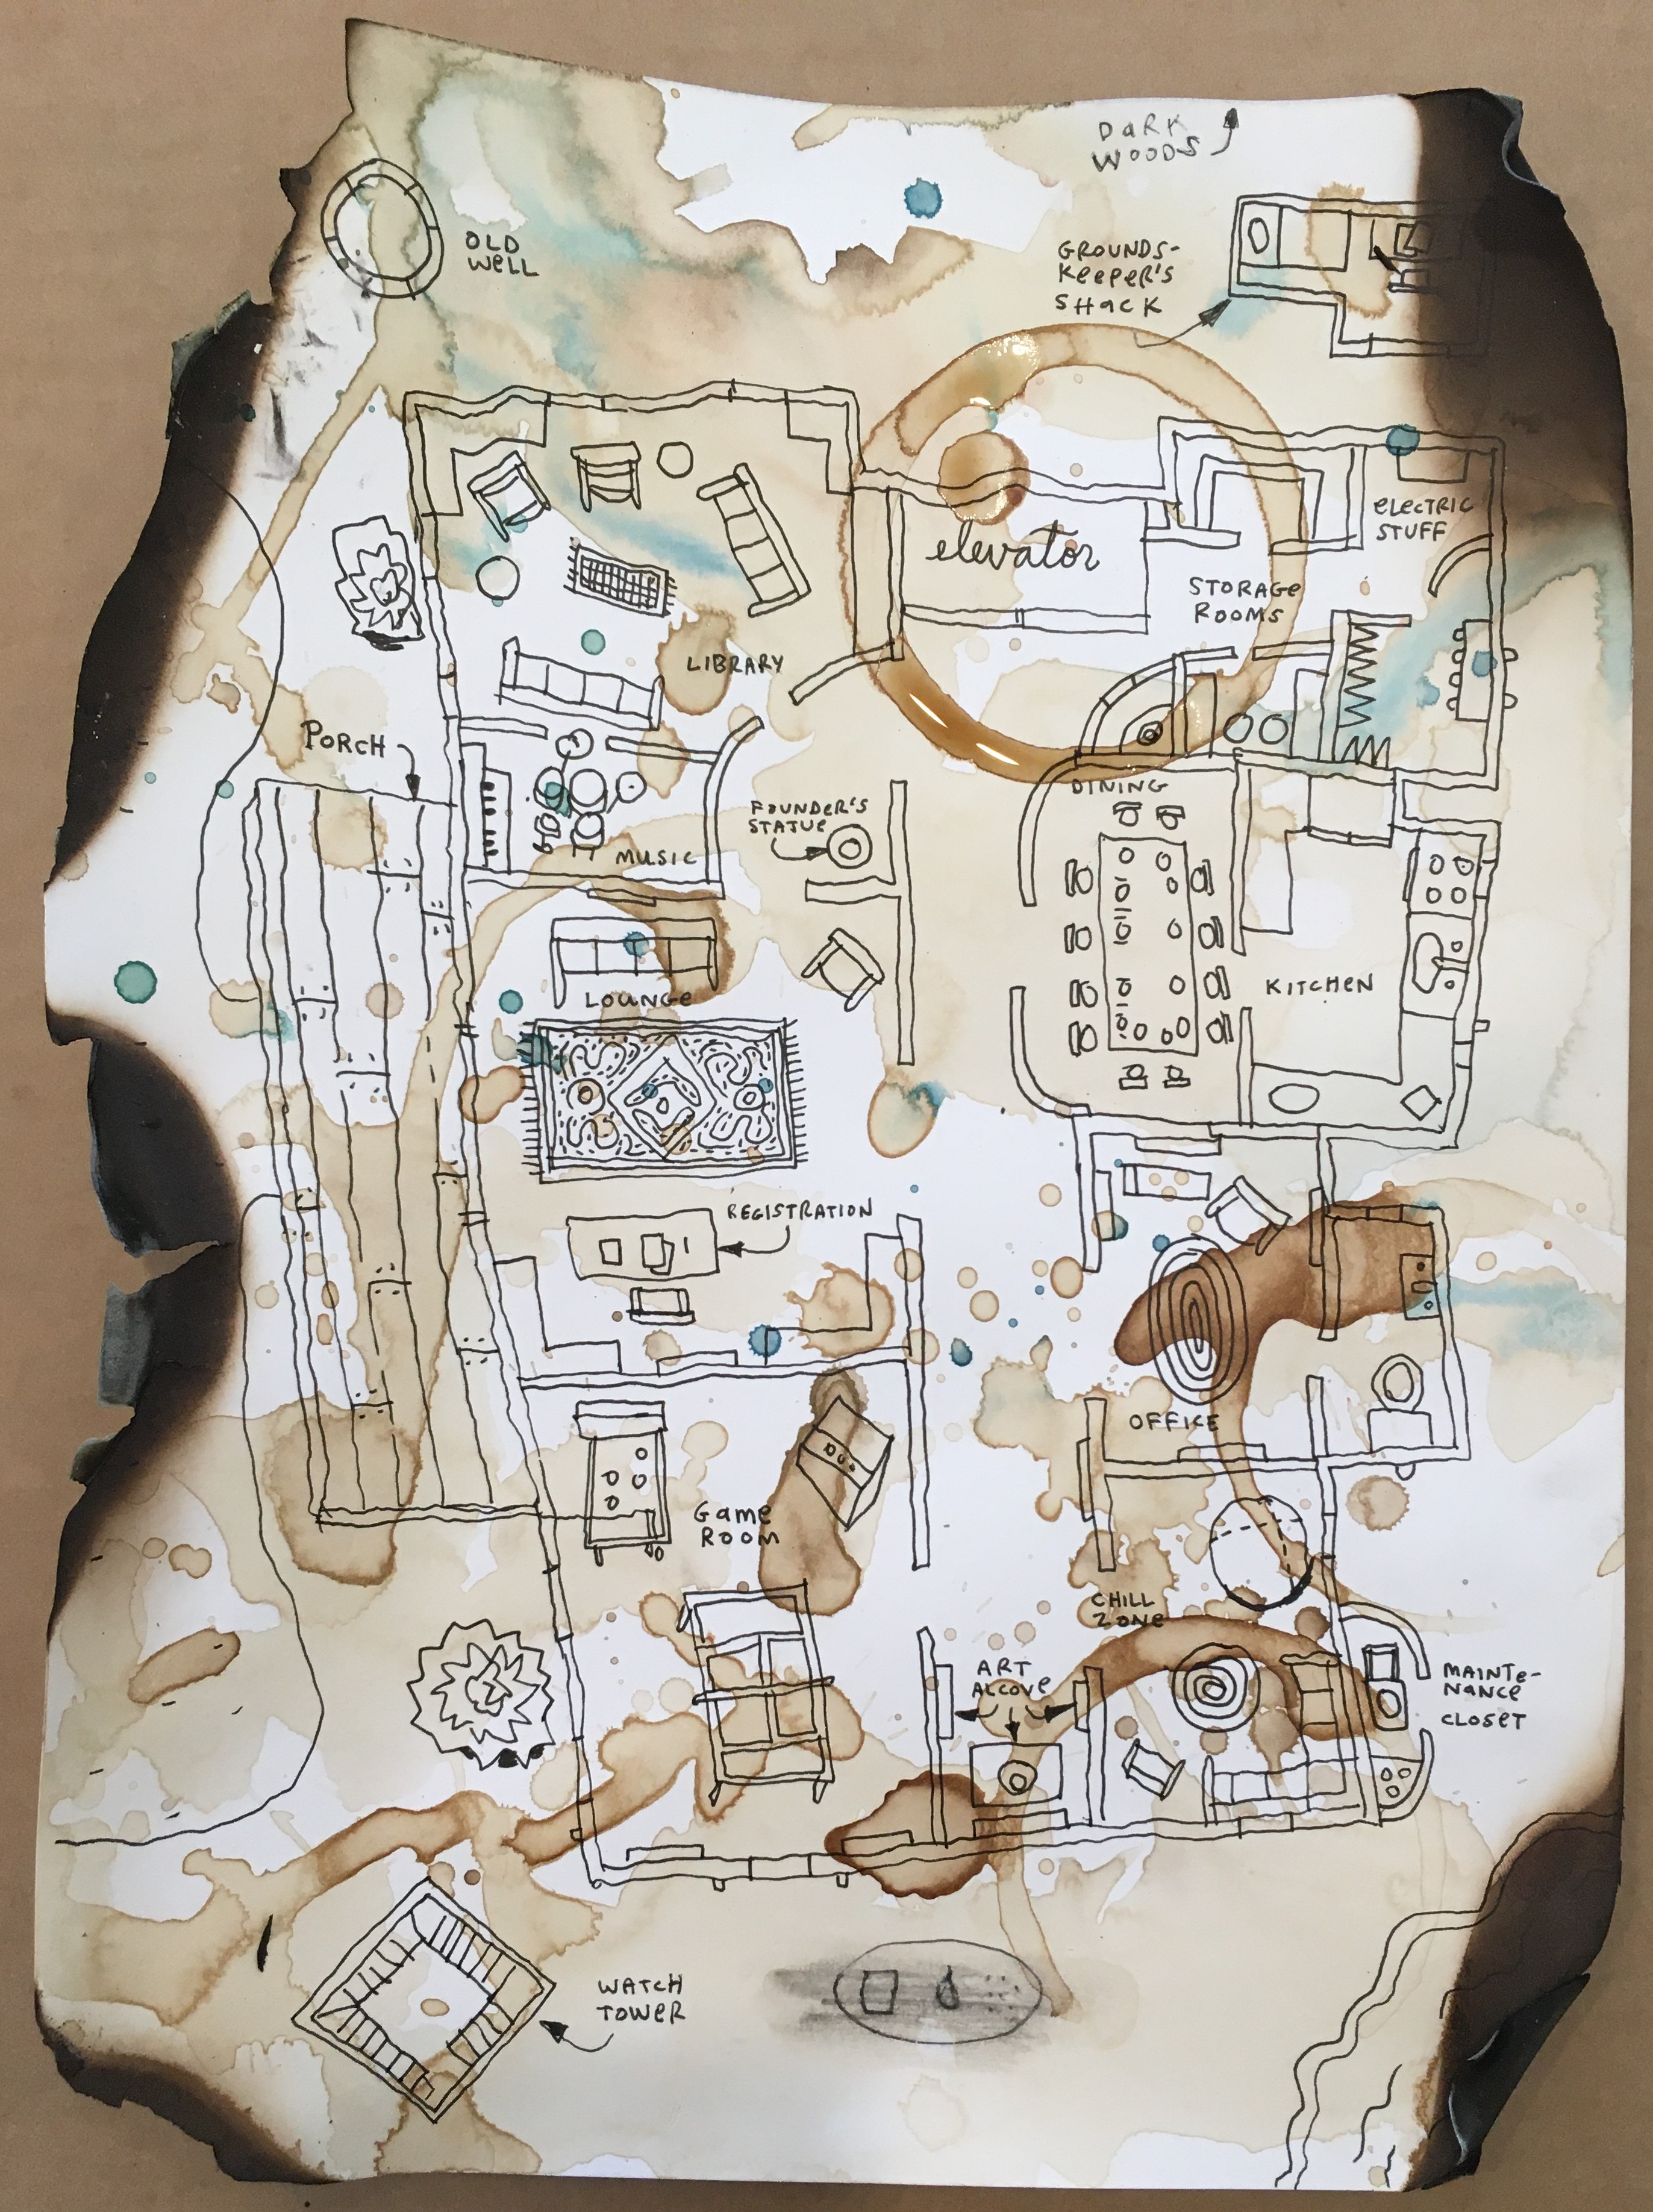 DARK
WOODS
OLD
WELL
GROUNDS-
KEEPER'S
SHACK
elevator
ELECTRIC
STUFF
STORAGE
ROOMS
LIBRARY
PORCH
DINING
FOUNDER'S
STATUE
MUSIC
LOUNGE
KITCHEN
REGISTRATION
OFFICE
GAME
ROOM
CHILL
ZONE
ART
ALCOVE
MAINTE-
NANCE
CLOSET
WATCH
TOWER